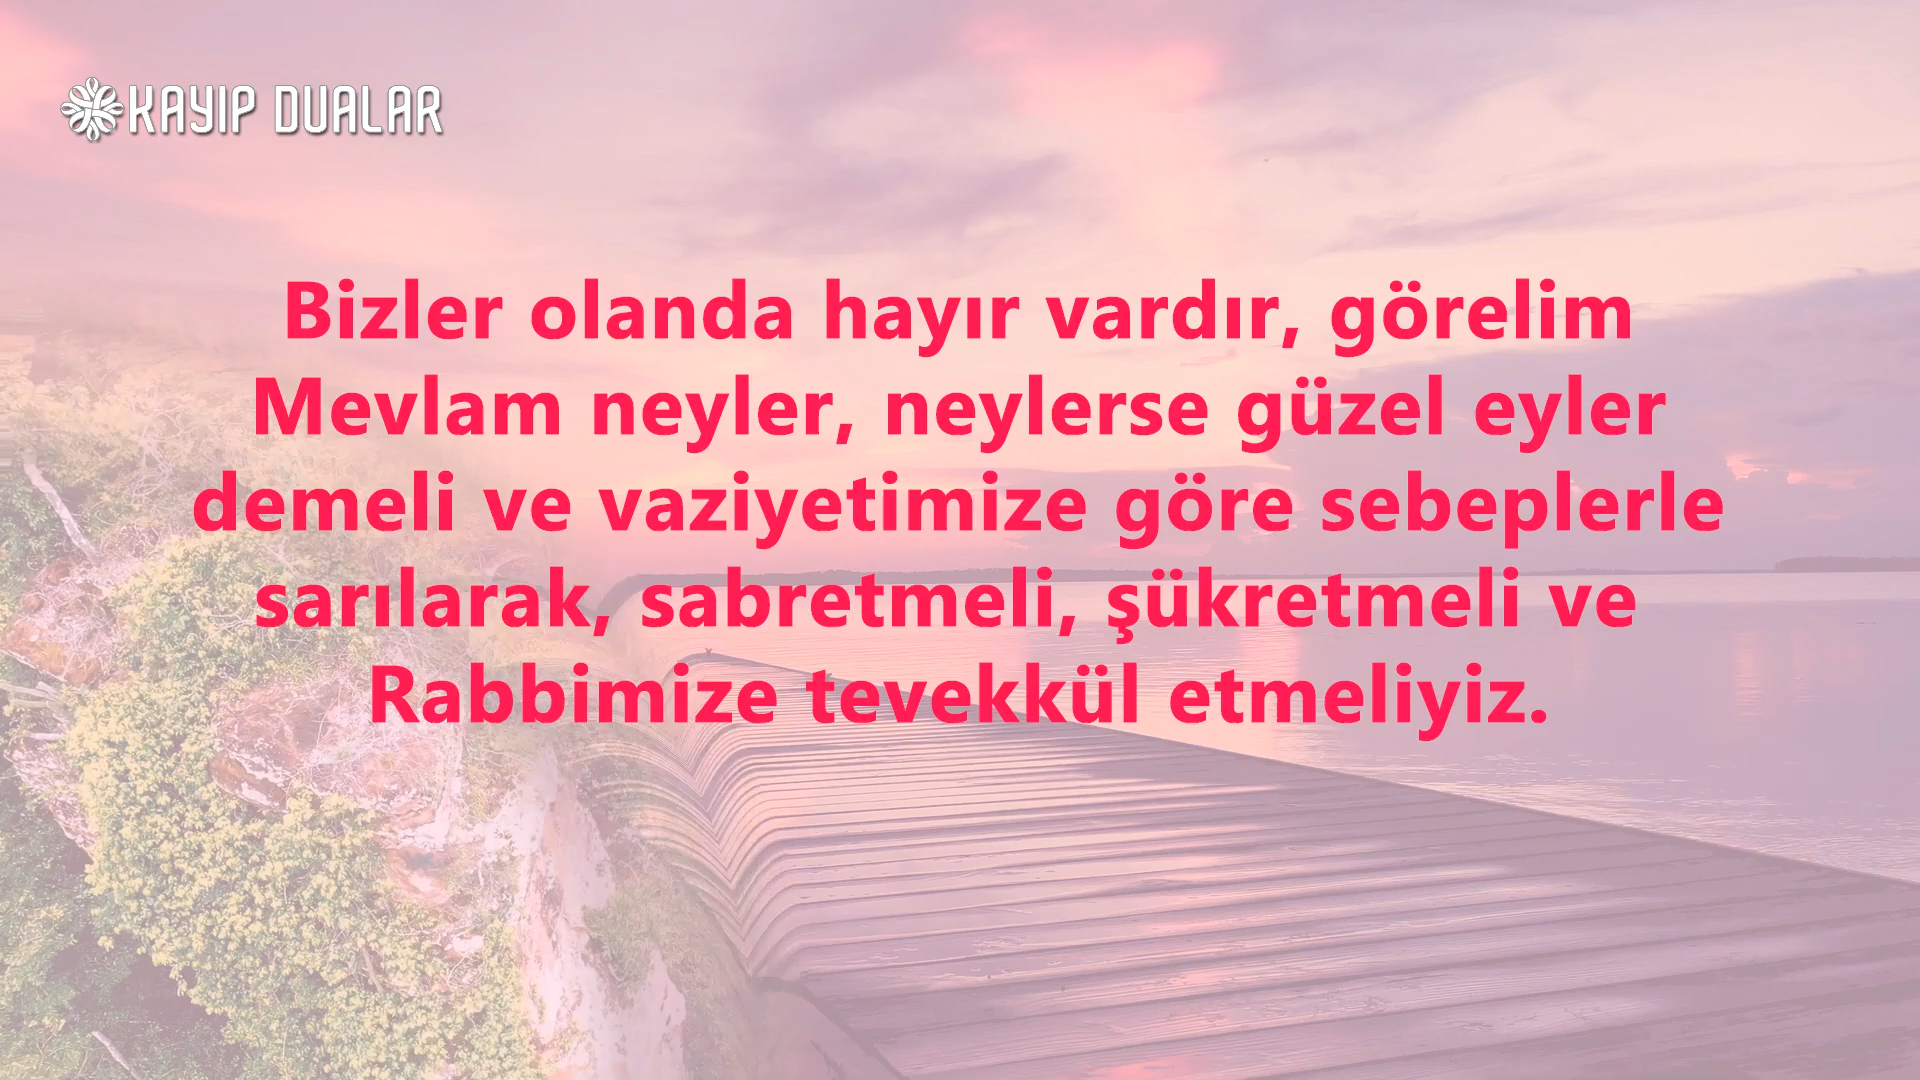 KAYIP DUALAR
Bizler olanda hayır vardır, görelim
Mevlam neyler, neylerse güzel eyler
demeli ve vaziyetimize göre sebeplerle
sarılarak, sabretmeli, şükretmeli ve
Rabbimize tevekkül etmeliyiz.